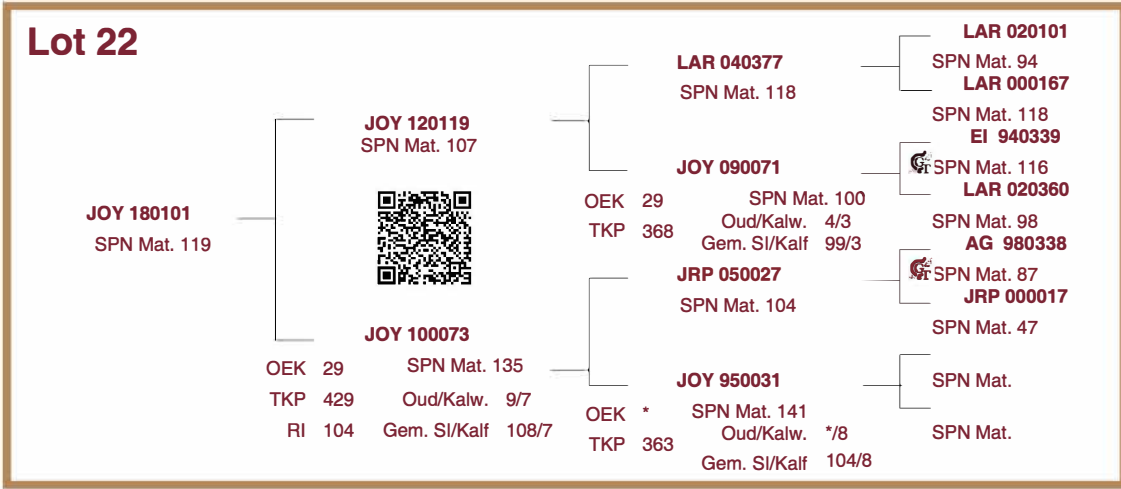 Lot 22
JOY 180101
SPN Mat. 119
JOY 120119
SPN Mat. 107
JOY 100073
OEK 29 SPN Mat. 135
TKP 429 Oud/Kalw. 9/7
RI 104 Gem. SI/Kalf 108/7
LAR 040377
SPN Mat. 118
JOY 090071
OEK 29 SPN Mat. 100
TKP 368 Oud/Kalw. 4/3
Gem. SI/Kalf 99/3
JRP 050027
SPN Mat. 104
JOY 950031
OEK * SPN Mat. 141
TKP 363 Oud/Kalw. */8
Gem. SI/Kalf 104/8
LAR 020101
SPN Mat. 94
LAR 000167
SPN Mat. 118
EI 940339
SPN Mat. 116
LAR 020360
SPN Mat. 98
AG 980338
SPN Mat. 87
JRP 000017
SPN Mat. 47
SPN Mat.
SPN Mat.